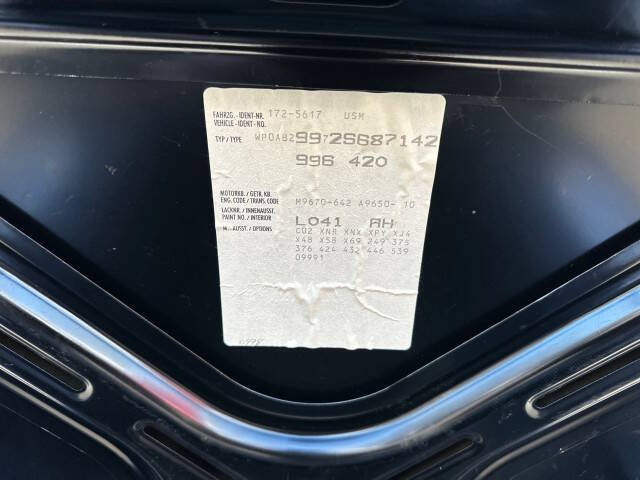 FAHRZG.-IDENT-NR. 172-5617 USM
VEHICLE-IDENT-NO.
TYP / TYPE WP0AB29972S687142
996 420
MOTORKB. / GETR. KB. M9670-642 A9650- 10
ENG. CODE / TRANS. CODE
LACKNR. / INNENAUSST. L041 AH
PAINT NO. / INTERIOR
M.-AUSST. / OPTIONS C02 XNR XNX XPY XJ4
X48 X58 X69 249 375
376 424 432 446 539
09991